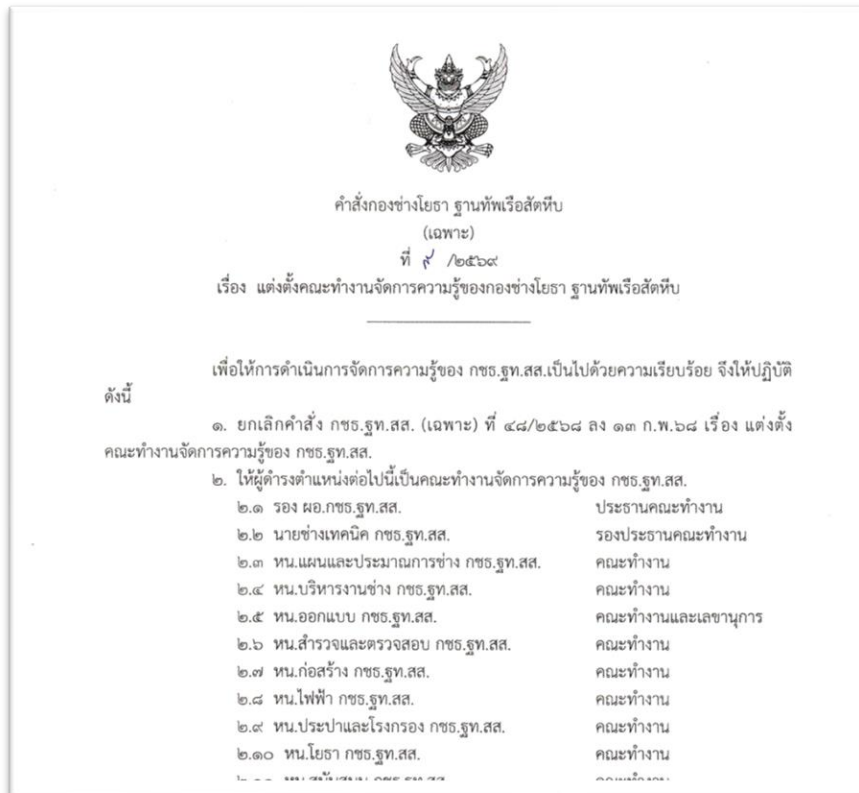 คำสั่งกองช่างโยธา ฐานทัพเรือสัตหีบ
(เฉพาะ)
ที่ ๙ /๒๕๖๙
เรื่อง แต่งตั้งคณะทำงานจัดการความรู้ของกองช่างโยธา ฐานทัพเรือสัตหีบ
เพื่อให้การดำเนินการจัดการความรู้ของ กชธ.ฐท.สส.เป็นไปด้วยความเรียบร้อย จึงให้ปฏิบัติ
ดังนี้
๑. ยกเลิกคำสั่ง กชธ.ฐท.สส. (เฉพาะ) ที่ ๔๘/๒๕๖๘ ลง ๑๓ ก.พ.๖๘ เรื่อง แต่งตั้ง
คณะทำงานจัดการความรู้ของ กชธ.ฐท.สส.
๒. ให้ผู้ดำรงตำแหน่งต่อไปนี้เป็นคณะทำงานจัดการความรู้ของ กชธ.ฐท.สส.
๒.๑ รอง ผอ.กชธ.ฐท.สส. ประธานคณะทำงาน
๒.๒ นายช่างเทคนิค กชธ.ฐท.สส. รองประธานคณะทำงาน
๒.๓ หน.แผนและประมาณการช่าง กชธ.ฐท.สส. คณะทำงาน
๒.๔ หน.บริหารงานช่าง กชธ.ฐท.สส. คณะทำงาน
๒.๕ หน.ออกแบบ กชธ.ฐท.สส. คณะทำงานและเลขานุการ
๒.๖ หน.สำรวจและตรวจสอบ กชธ.ฐท.สส. คณะทำงาน
๒.๗ หน.ก่อสร้าง กชธ.ฐท.สส. คณะทำงาน
๒.๘ หน.ไฟฟ้า กชธ.ฐท.สส. คณะทำงาน
๒.๙ หน.ประปาและโรงกรอง กชธ.ฐท.สส. คณะทำงาน
๒.๑๐ หน.โยธา กชธ.ฐท.สส. คณะทำงาน